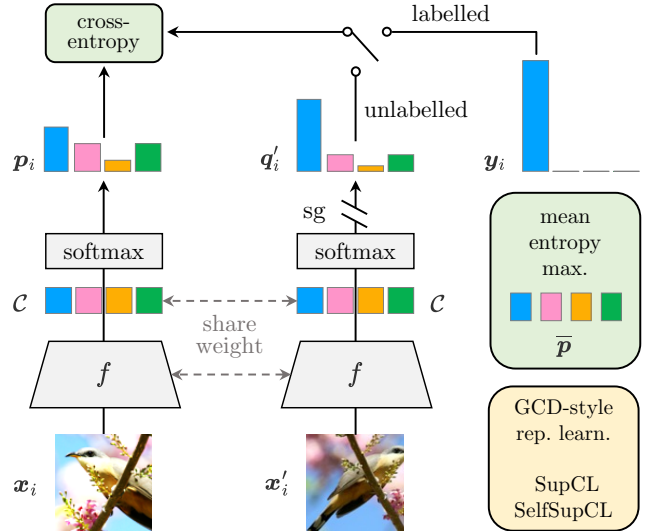 cross-
entropy
labelled
unlabelled
p_i
q'_i
y_i
sg
softmax
softmax
mean
entropy
max.
p̅
C
C
share
weight
f
f
GCD-style
rep. learn.
SupCL
SelfSupCL
x_i
x'_i